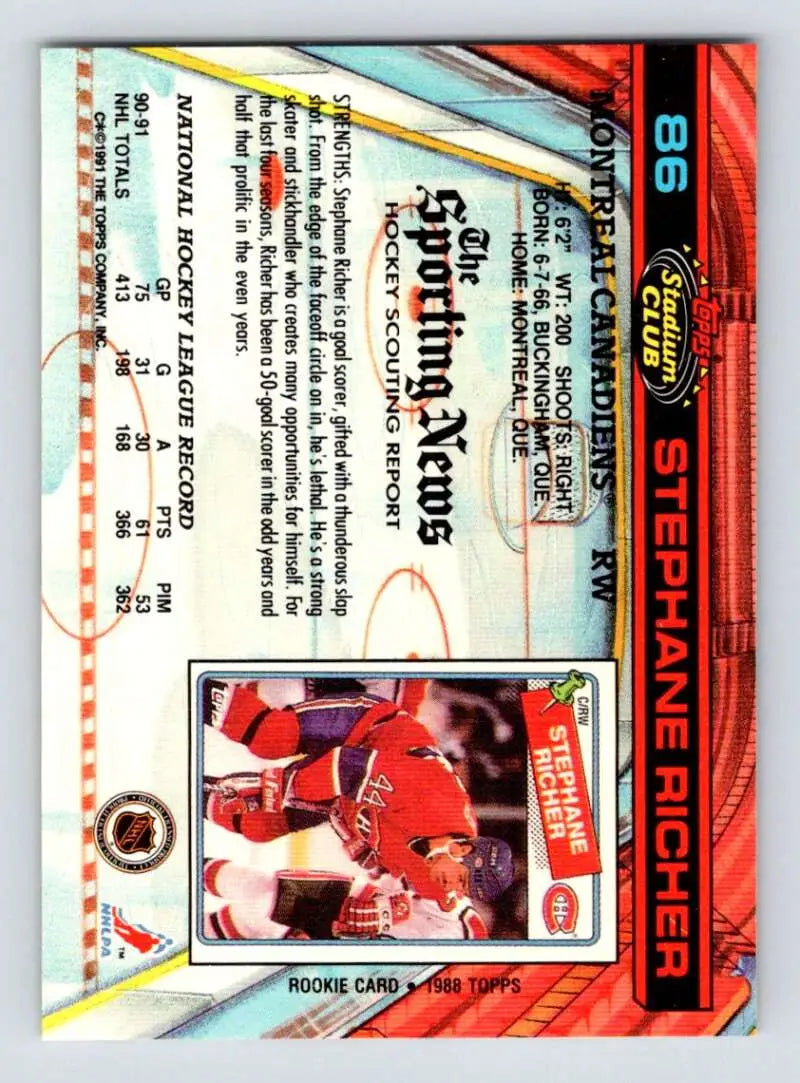 86
Topps
Stadium
CLUB
STEPHANE RICHER
MONTREAL CANADIENS® RW
HT: 6'2" WT: 200 SHOOTS: RIGHT
BORN: 6-7-66, BUCKINGHAM, QUE.
HOME: MONTREAL, QUE.
The
Sporting News
HOCKEY SCOUTING REPORT
STRENGTHS: Stephane Richer is a goal scorer, gifted with a thunderous slap
shot. From the edge of the faceoff circle on in, he's lethal. He's a strong
skater and stickhandler who creates many opportunities for himself. For
the last four seasons, Richer has been a 50-goal scorer in the odd years and
half that prolific in the even years.
NATIONAL HOCKEY LEAGUE RECORD
GP G A PTS PIM
90-91 75 31 30 61 53
NHL TOTALS 413 198 168 366 362
C*©1991 THE TOPPS COMPANY, INC.
C/RW
STEPHANE
RICHER
44
Topps
ROOKIE CARD • 1988 TOPPS
NHL
NHLPA™